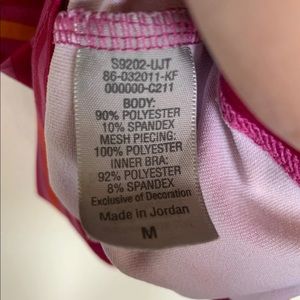 S9202-UJT
86-032011-KF
000000-C211
BODY:
90% POLYESTER
10% SPANDEX
MESH PIECING:
100% POLYESTER
INNER BRA:
92% POLYESTER
8% SPANDEX
Exclusive of Decoration
Made in Jordan
M